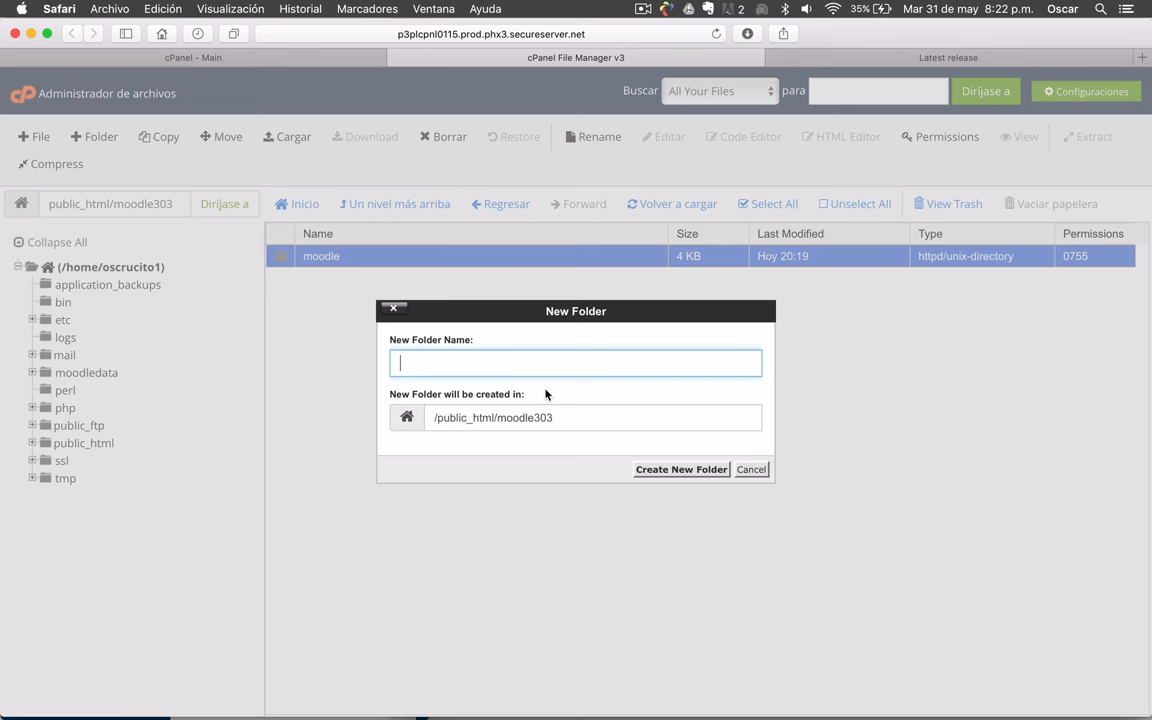 Safari Archivo Edición Visualización Historial Marcadores Ventana Ayuda 2 35% Mar 31 de may 8:22 p.m. Oscar
p3plcpnl0115.prod.phx3.secureserver.net
cPanel - Main cPanel File Manager v3 Latest release
cP Administrador de archivos Buscar All Your Files para Diríjase a Configuraciones
File Folder Copy Move Cargar Download Borrar Restore Rename Editar Code Editor HTML Editor Permissions View Extract
Compress
public_html/moodle303 Diríjase a Inicio Un nivel más arriba Regresar Forward Volver a cargar Select All Unselect All View Trash Vaciar papelera
Collapse All
Name Size Last Modified Type Permissions
moodle 4 KB Hoy 20:19 httpd/unix-directory 0755
(/home/oscrucito1)
application_backups
bin
etc
logs
mail
moodledata
perl
php
public_ftp
public_html
ssl
tmp
New Folder
New Folder Name:
New Folder will be created in:
/public_html/moodle303
Create New Folder Cancel